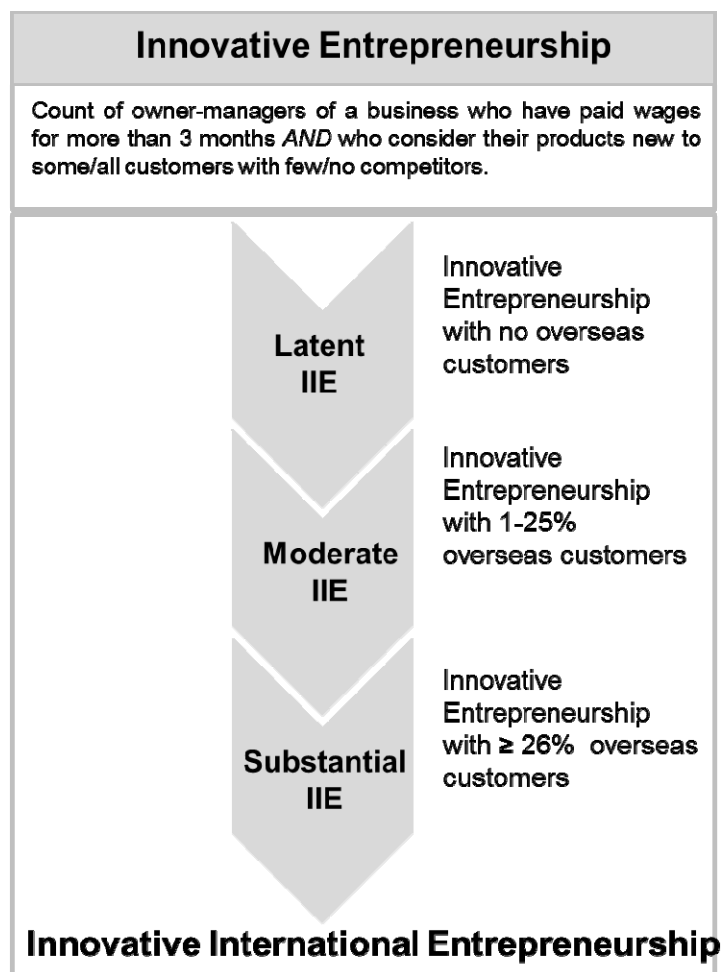 Innovative Entrepreneurship
Count of owner-managers of a business who have paid wages
for more than 3 months AND who consider their products new to
some/all customers with few/no competitors.
Latent
IIE
Innovative
Entrepreneurship
with no overseas
customers
Moderate
IIE
Innovative
Entrepreneurship
with 1-25%
overseas customers
Substantial
IIE
Innovative
Entrepreneurship
with ≥ 26% overseas
customers
Innovative International Entrepreneurship